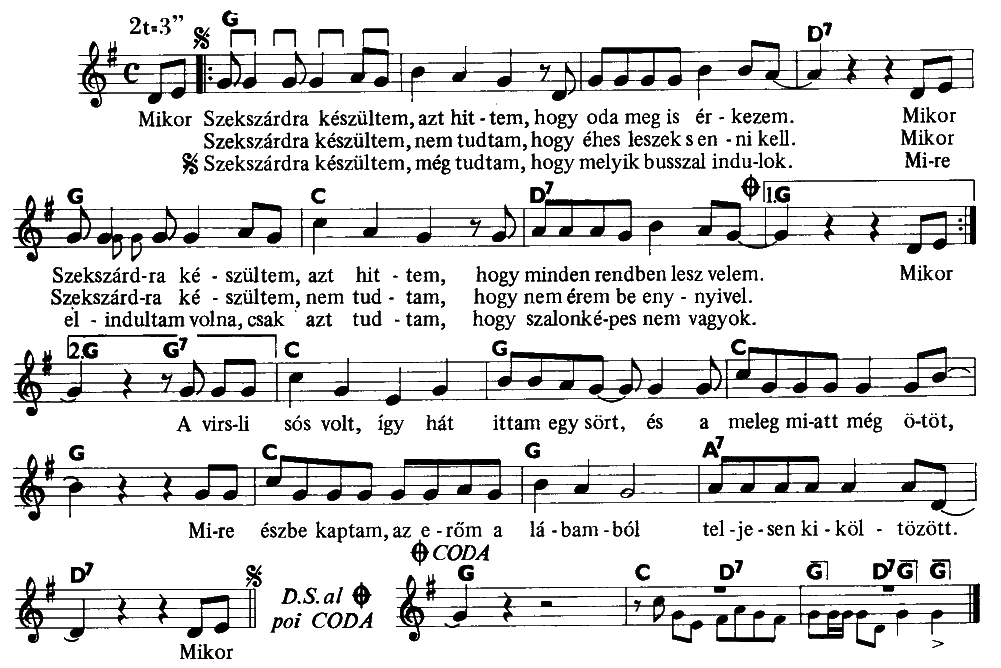 2t=3”
G D7
Mikor Szekszárdra készültem, azt hit - tem, hogy oda meg is ér - kezem. Mikor
Szekszárdra készültem, nem tudtam, hogy éhes leszek s en - ni kell. Mikor
Szekszárdra készültem, még tudtam, hogy melyik busszal indu - lok. Mi-re
G C D7 1.G
Szekszárd-ra ké - szültem, azt hit - tem, hogy minden rendben lesz velem. Mikor
Szekszárd-ra ké - szültem, nem tud - tam, hogy nem érem be eny - nyivel.
el - indultam volna, csak azt tud - tam, hogy szalonké-pes nem vagyok.
2.G G7 C G C
A virs-li sós volt, így hát ittam egy sört, és a meleg mi-att még ö-töt,
G C G A7
Mi-re észbe kaptam, az e - rőm a lá - bam - ból tel - je - sen ki - köl - tözött.
CODA
D7 G C D7 G D7 G G
D.S. al
poi CODA
Mikor